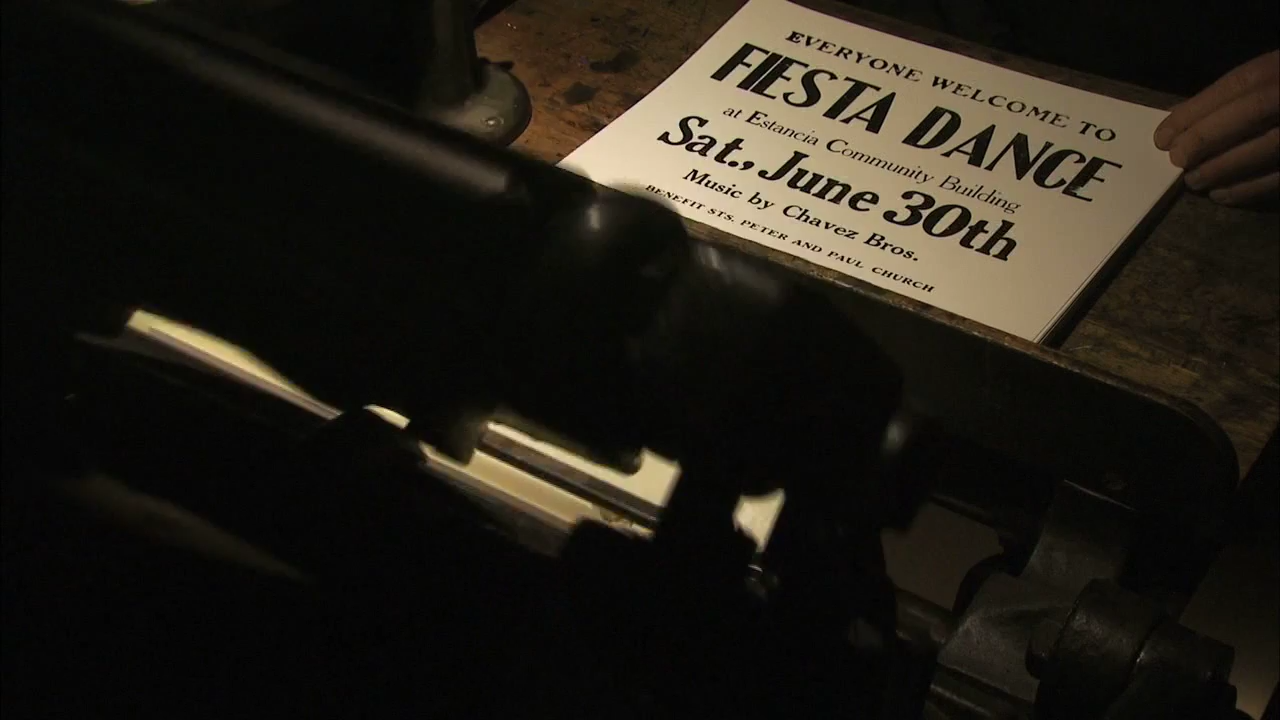 EVERYONE WELCOME TO
FIESTA DANCE
at Estancia Community Building
Sat., June 30th
Music by Chavez Bros.
BENEFIT STS. PETER AND PAUL CHURCH